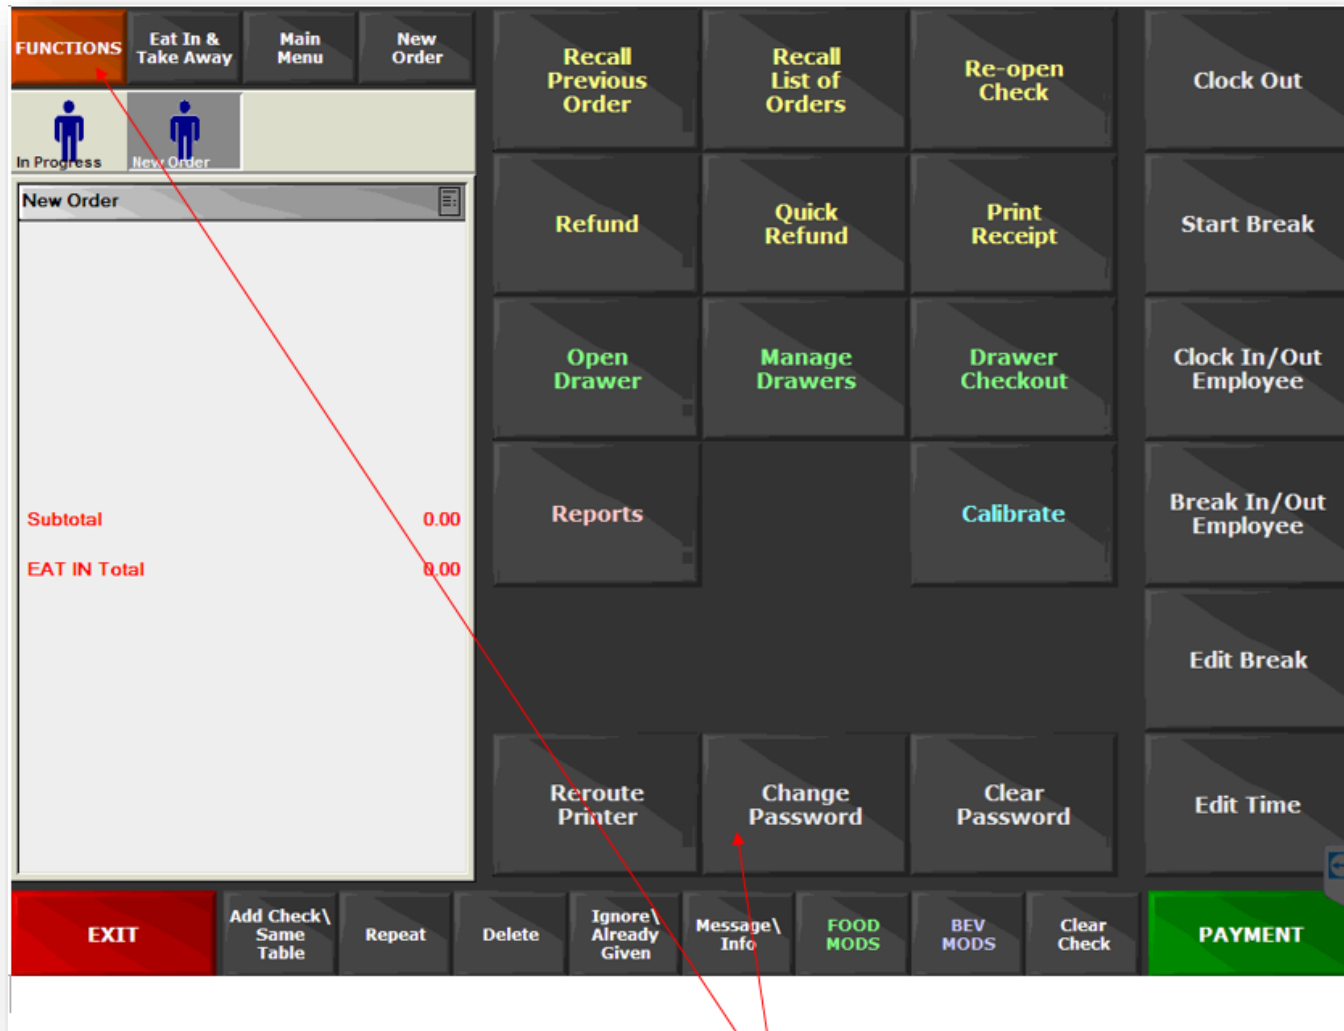 FUNCTIONS
Eat In &
Take Away
Main
Menu
New
Order
In Progress
New Order
New Order
Subtotal 0.00
EAT IN Total 0.00
Recall
Previous
Order
Recall
List of
Orders
Re-open
Check
Clock Out
Refund
Quick
Refund
Print
Receipt
Start Break
Open
Drawer
Manage
Drawers
Drawer
Checkout
Clock In/Out
Employee
Reports
Calibrate
Break In/Out
Employee
Edit Break
Reroute
Printer
Change
Password
Clear
Password
Edit Time
EXIT
Add Check\
Same
Table
Repeat
Delete
Ignore\
Already
Given
Message\
Info
FOOD
MODS
BEV
MODS
Clear
Check
PAYMENT